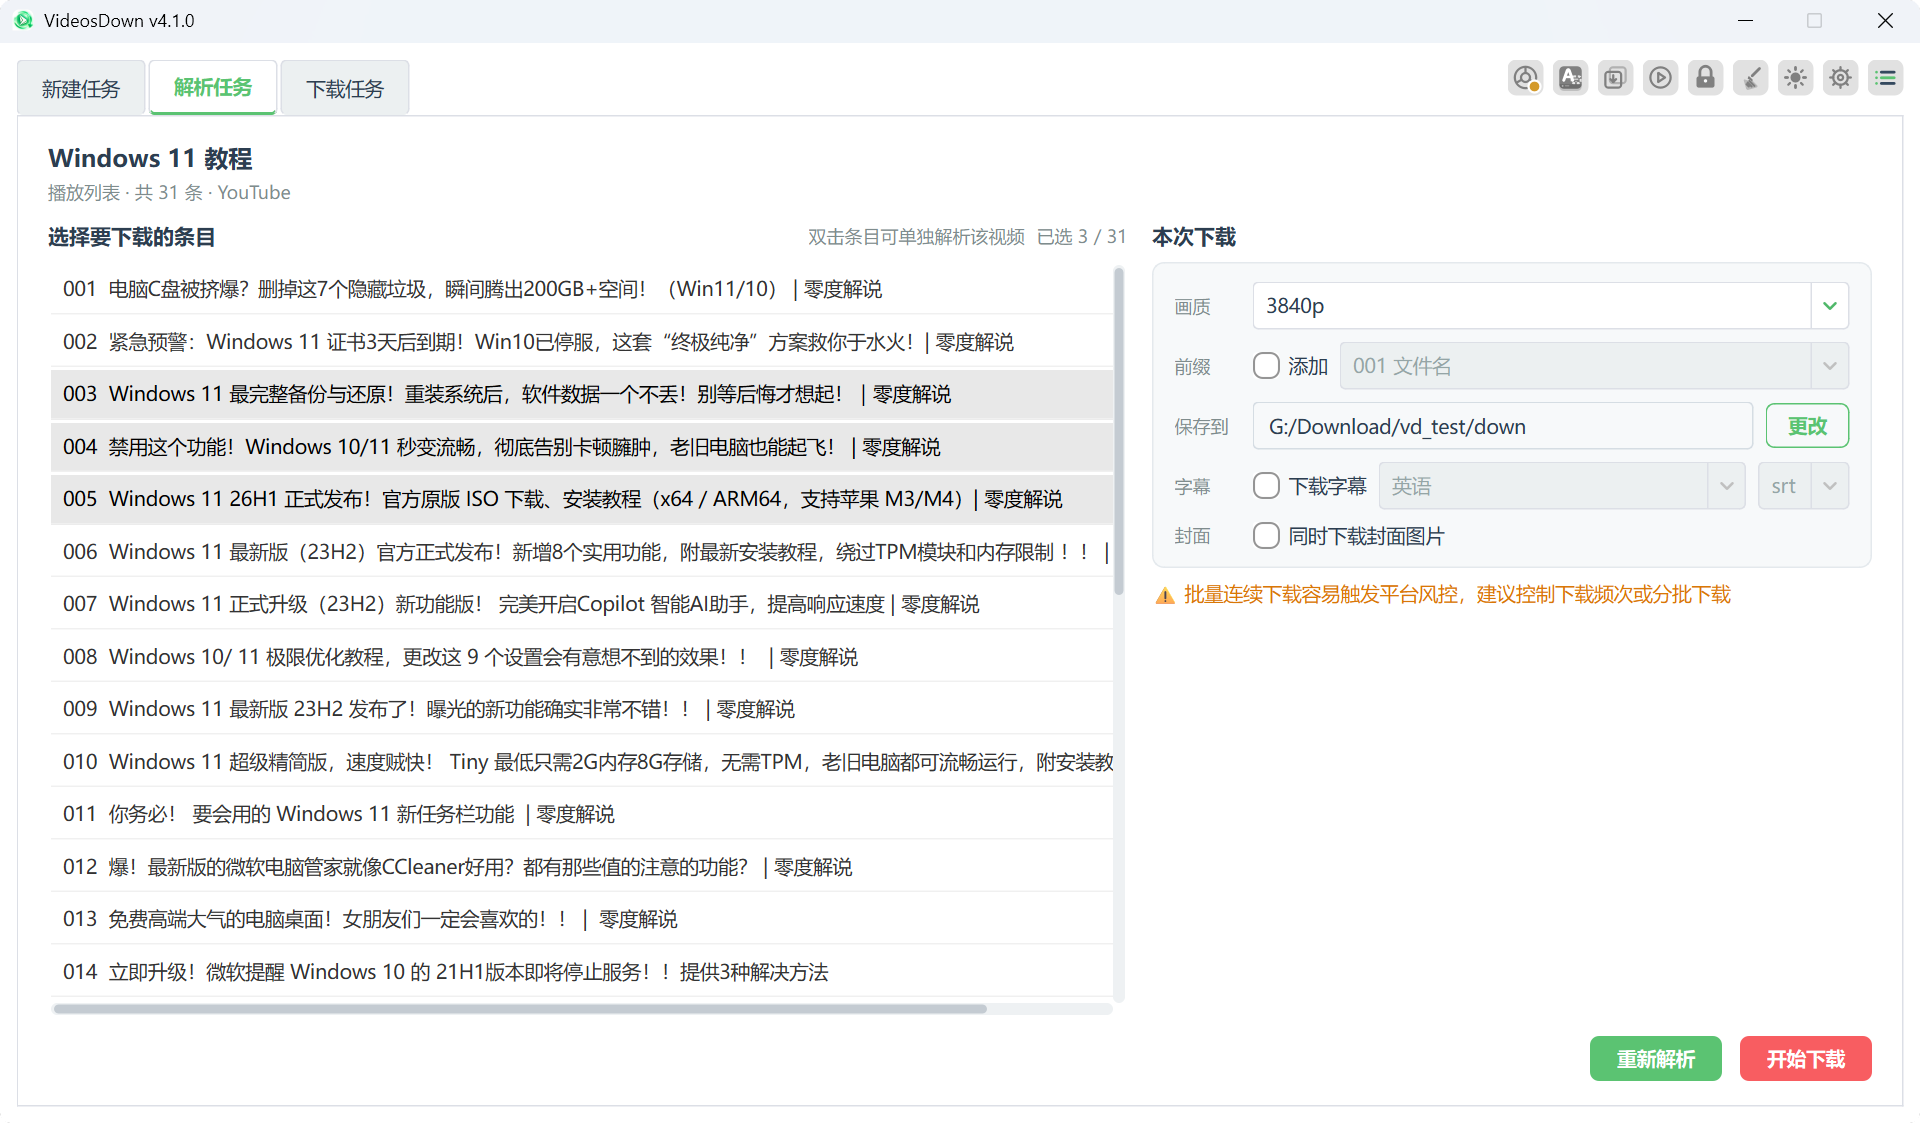 VideosDown v4.1.0
新建任务
解析任务
下载任务
Windows 11 教程
播放列表 · 共 31 条 · YouTube
选择要下载的条目
双击条目可单独解析该视频 已选 3 / 31
001 电脑C盘被挤爆？删掉这7个隐藏垃圾，瞬间腾出200GB+空间！（Win11/10） | 零度解说
002 紧急预警：Windows 11 证书3天后到期！Win10已停服，这套“终极纯净”方案救你于水火！| 零度解说
003 Windows 11 最完整备份与还原！重装系统后，软件数据一个不丢！别等后悔才想起！ | 零度解说
004 禁用这个功能！Windows 10/11 秒变流畅，彻底告别卡顿臃肿，老旧电脑也能起飞！ | 零度解说
005 Windows 11 26H1 正式发布！官方原版 ISO 下载、安装教程（x64 / ARM64，支持苹果 M3/M4）| 零度解说
006 Windows 11 最新版（23H2）官方正式发布！新增8个实用功能，附最新安装教程，绕过TPM模块和内存限制 ！！ |
007 Windows 11 正式升级（23H2）新功能版！ 完美开启Copilot 智能AI助手，提高响应速度 | 零度解说
008 Windows 10/ 11 极限优化教程，更改这 9 个设置会有意想不到的效果！！ | 零度解说
009 Windows 11 最新版 23H2 发布了！曝光的新功能确实非常不错！！ | 零度解说
010 Windows 11 超级精简版，速度贼快！ Tiny 最低只需2G内存8G存储，无需TPM，老旧电脑都可流畅运行，附安装教
011 你务必！ 要会用的 Windows 11 新任务栏功能 | 零度解说
012 爆！最新版的微软电脑管家就像CCleaner好用？都有那些值的注意的功能？ | 零度解说
013 免费高端大气的电脑桌面！女朋友们一定会喜欢的！！ | 零度解说
014 立即升级！微软提醒 Windows 10 的 21H1版本即将停止服务！！提供3种解决方法
本次下载
画质 3840p
前缀 添加 001 文件名
保存到 G:/Download/vd_test/down 更改
字幕 下载字幕 英语 srt
封面 同时下载封面图片
批量连续下载容易触发平台风控，建议控制下载频次或分批下载
重新解析
开始下载